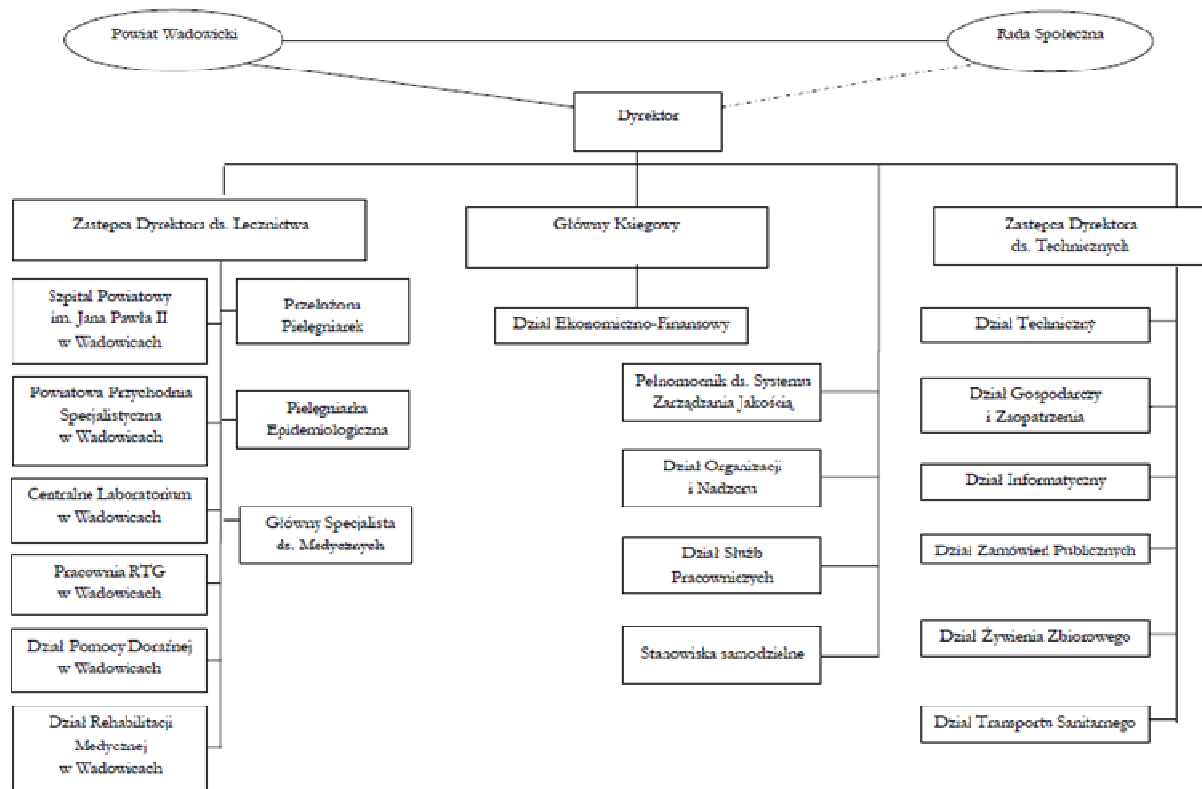 Powiat Wadowicki
Rada Społeczna
Dyrektor
Zastępca Dyrektora ds. Lecznictwa
Główny Księgowy
Zastępca Dyrektora
ds. Technicznych
Szpital Powiatowy
im. Jana Pawła II
w Wadowicach
Przełożona
Pielęgniarek
Powiatowa Przychodnia
Specjalistyczna
w Wadowicach
Pielęgniarka
Epidemiologiczna
Centralne Laboratorium
w Wadowicach
Główny Specjalista
ds. Medycznych
Pracownia RTG
w Wadowicach
Dział Pomocy Doraźnej
w Wadowicach
Dział Rehabilitacji
Medycznej
w Wadowicach
Dział Ekonomiczno-Finansowy
Pełnomocnik ds. Systemu
Zarządzania Jakością
Dział Organizacji
i Nadzoru
Dział Służb
Pracowniczych
Stanowiska samodzielne
Dział Techniczny
Dział Gospodarczy
i Zaopatrzenia
Dział Informatyczny
Dział Zamówień Publicznych
Dział Żywienia Zbiorowego
Dział Transportu Sanitarnego